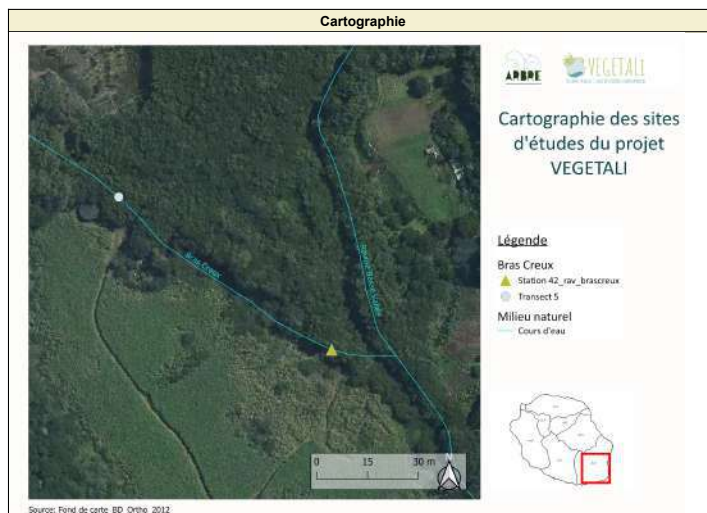 Cartographie
ARBRE
VEGETALI
Cartographie des sites
d'études du projet
VEGETALI
Légende
Bras Creux
Station 42_rav_brascreux
Transect 5
Milieu naturel
Cours d'eau
Bras Creux
0 15 30 m
Source: Fond de carte BD Ortho 2012